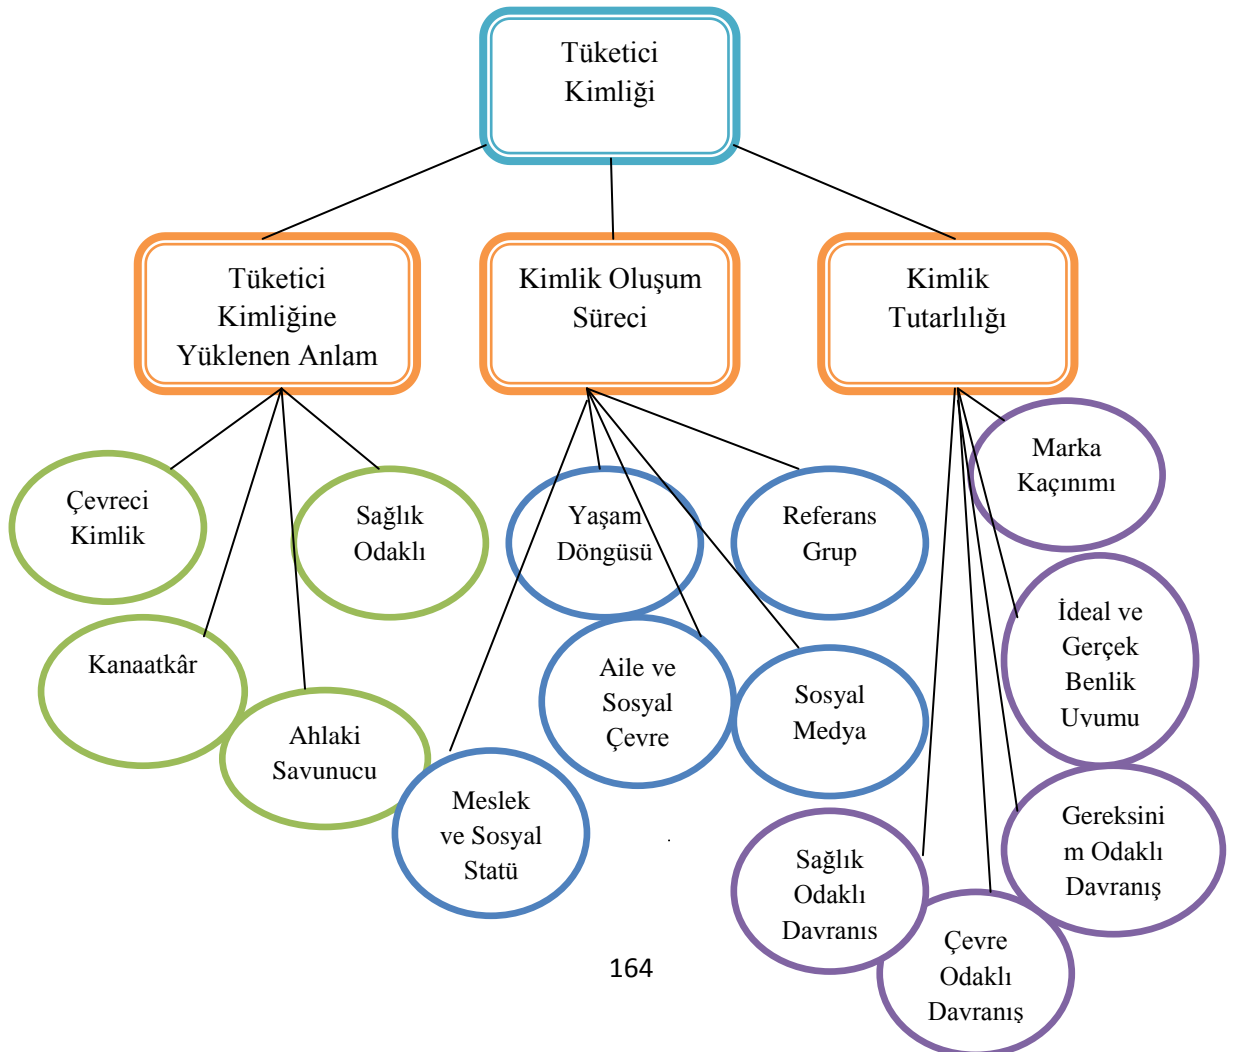 Tüketici
Kimliği
Tüketici
Kimliğine
Yüklenen Anlam
Kimlik Oluşum
Süreci
Kimlik
Tutarlılığı
Çevreci
Kimlik
Sağlık
Odaklı
Kanaatkâr
Ahlaki
Savunucu
Yaşam
Döngüsü
Referans
Grup
Aile ve
Sosyal
Çevre
Sosyal
Medya
Meslek
ve Sosyal
Statü
Marka
Kaçınımı
İdeal ve
Gerçek
Benlik
Uvumu
Gereksini
m Odaklı
Davranış
Sağlık
Odaklı
Davranıs
Çevre
Odaklı
Davranış
164